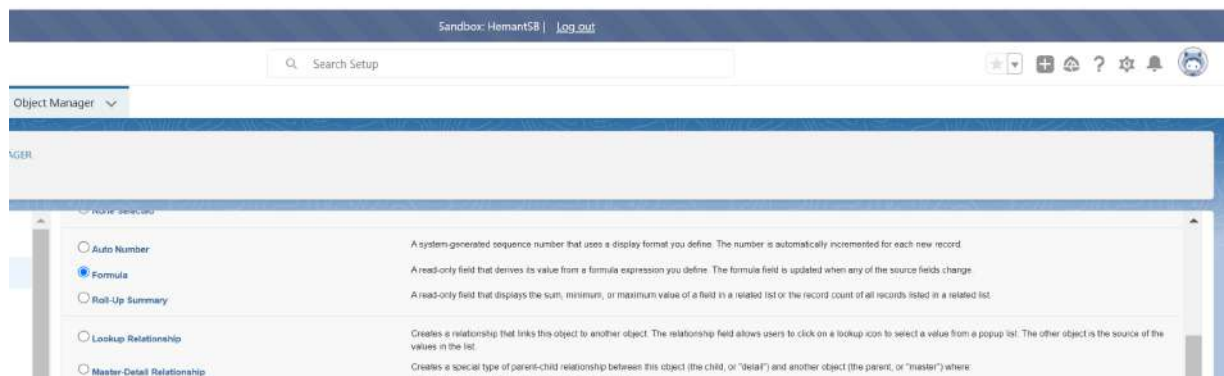 Sandbox: HemantSB | Log out
Search Setup
Object Manager
AGER
None Selected
Auto Number
A system-generated sequence number that uses a display format you define. The number is automatically incremented for each new record.
Formula
A read-only field that derives its value from a formula expression you define. The formula field is updated when any of the source fields change.
Roll-Up Summary
A read-only field that displays the sum, minimum, or maximum value of a field in a related list or the record count of all records listed in a related list.
Lookup Relationship
Creates a relationship that links this object to another object. The relationship field allows users to click on a lookup icon to select a value from a popup list. The other object is the source of the
values in the list.
Master-Detail Relationship
Creates a special type of parent-child relationship between this object (the child, or "detail") and another object (the parent, or "master") where: